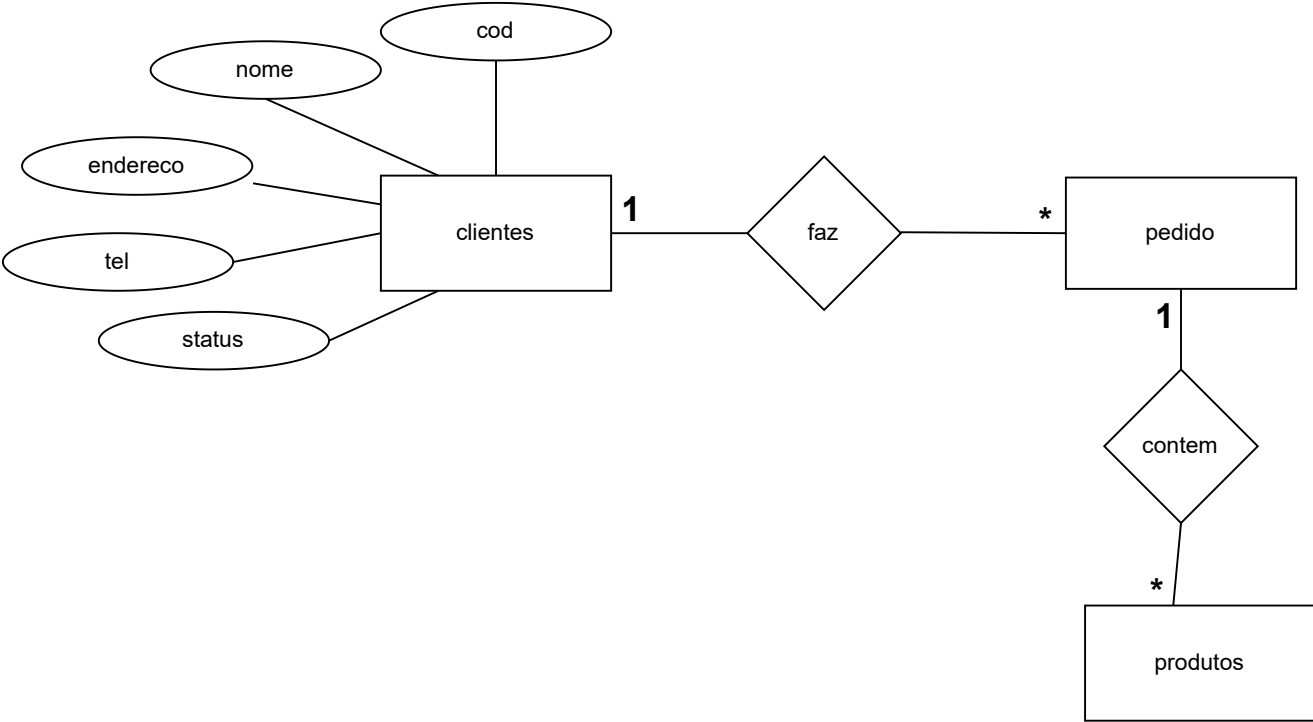 cod
nome
endereco
tel
status
clientes
1
faz
*
pedido
1
contem
*
produtos